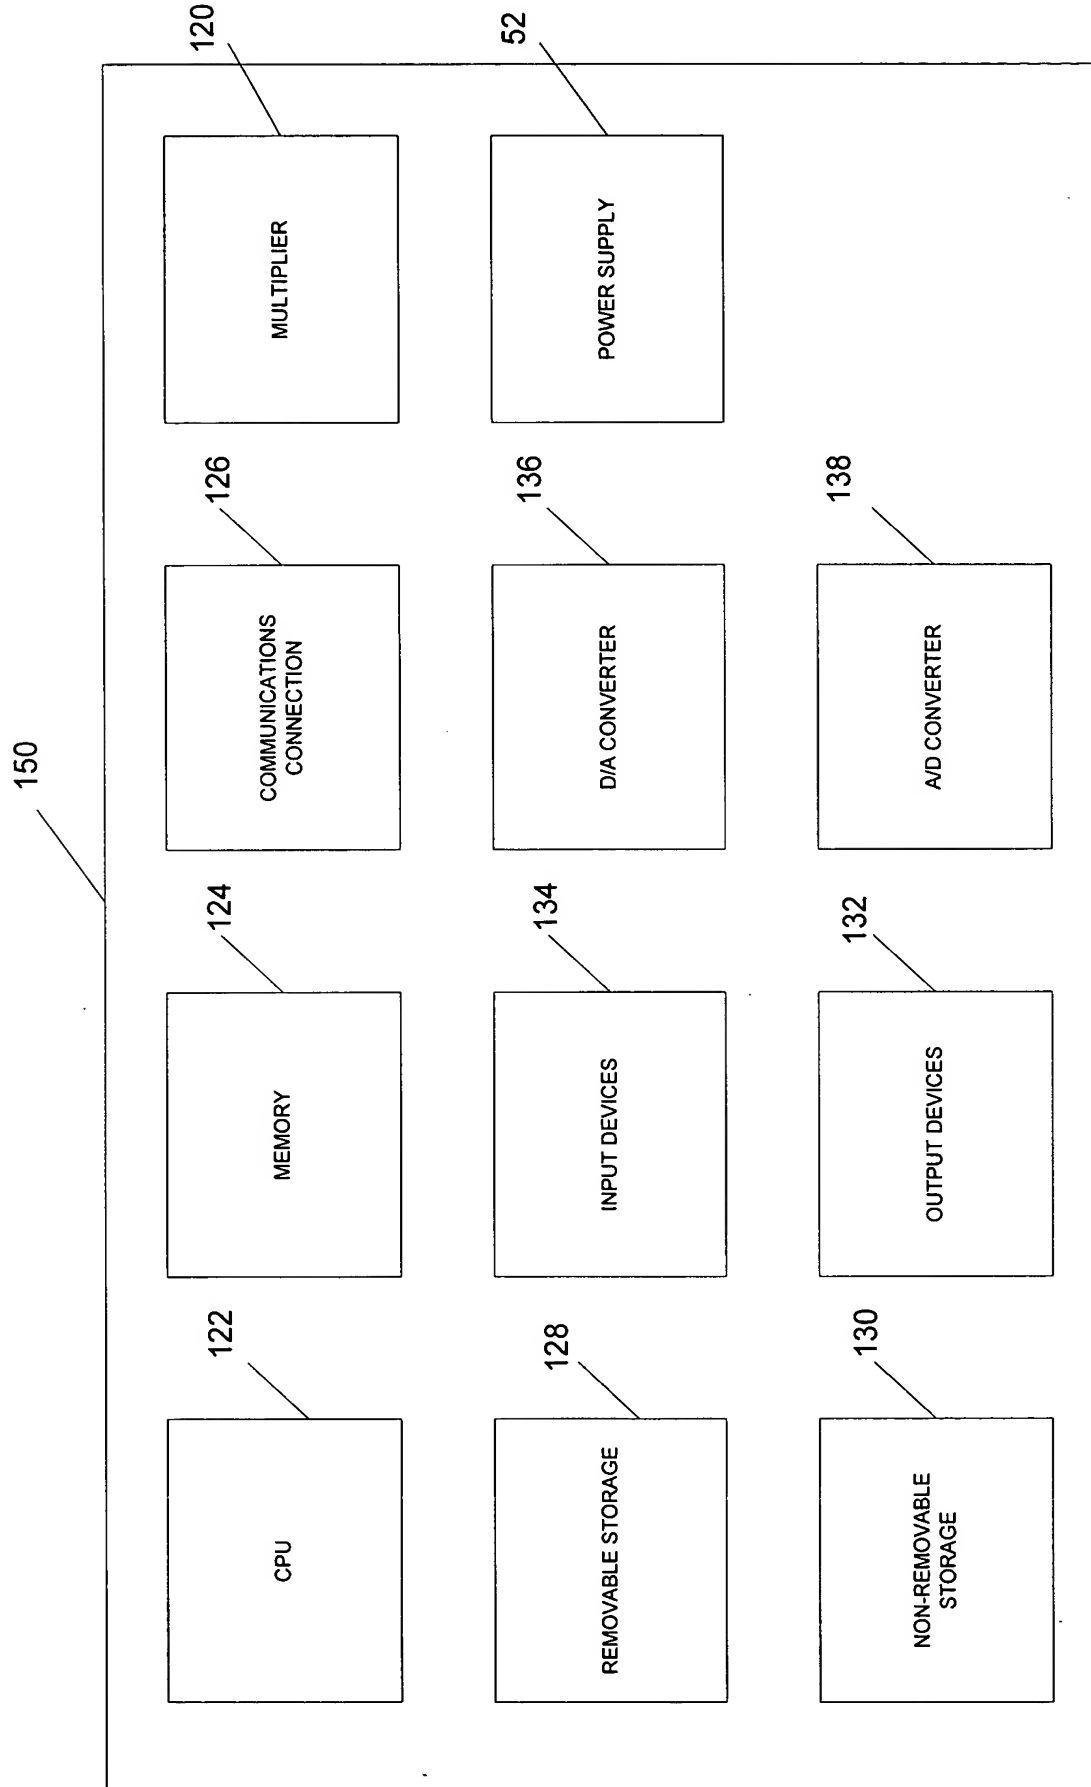 150
122
124
126
120
CPU
MEMORY
COMMUNICATIONS
CONNECTION
MULTIPLIER
128
134
136
52
REMOVABLE STORAGE
INPUT DEVICES
D/A CONVERTER
POWER SUPPLY
130
132
138
NON-REMOVABLE
STORAGE
OUTPUT DEVICES
A/D CONVERTER